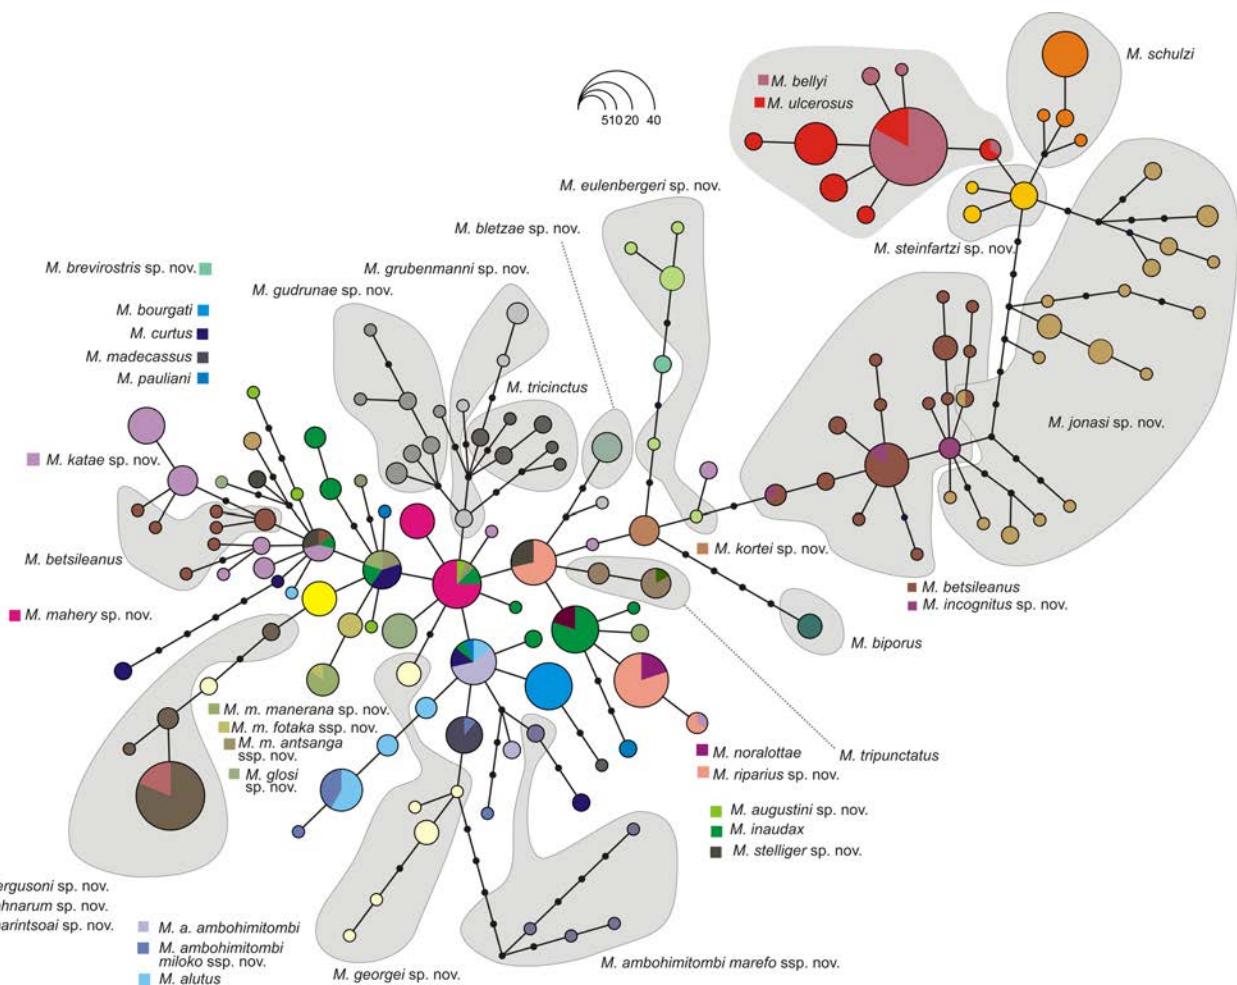 M. schulzi
M. bellyi
M. ulcerosus
510 20 40
M. eulenbergeri sp. nov.
M. bletzae sp. nov.
M. steinfartzi sp. nov.
M. grubenmanni sp. nov.
M. brevirostris sp. nov.
M. gudrunae sp. nov.
M. bourgati
M. curtus
M. madecassus
M. pauliani
M. tricinctus
M. jonasi sp. nov.
M. katae sp. nov.
M. kortei sp. nov.
M. betsileanus
M. betsileanus
M. incognitus sp. nov.
M. mahery sp. nov.
M. biporus
M. m. manerana sp. nov.
M. m. fotaka ssp. nov.
M. m. antsanga
ssp. nov.
M. glosi
sp. nov.
M. noralottae
M. riparius sp. nov.
M. tripunctatus
M. augustini sp. nov.
M. inaudax
M. stelliger sp. nov.
ergusoni sp. nov.
ahnarum sp. nov.
arintsoai sp. nov.
M. a. ambohimitombi
M. ambohimitombi
miloko ssp. nov.
M. alutus
M. georgei sp. nov.
M. ambohimitombi marefo ssp. nov.